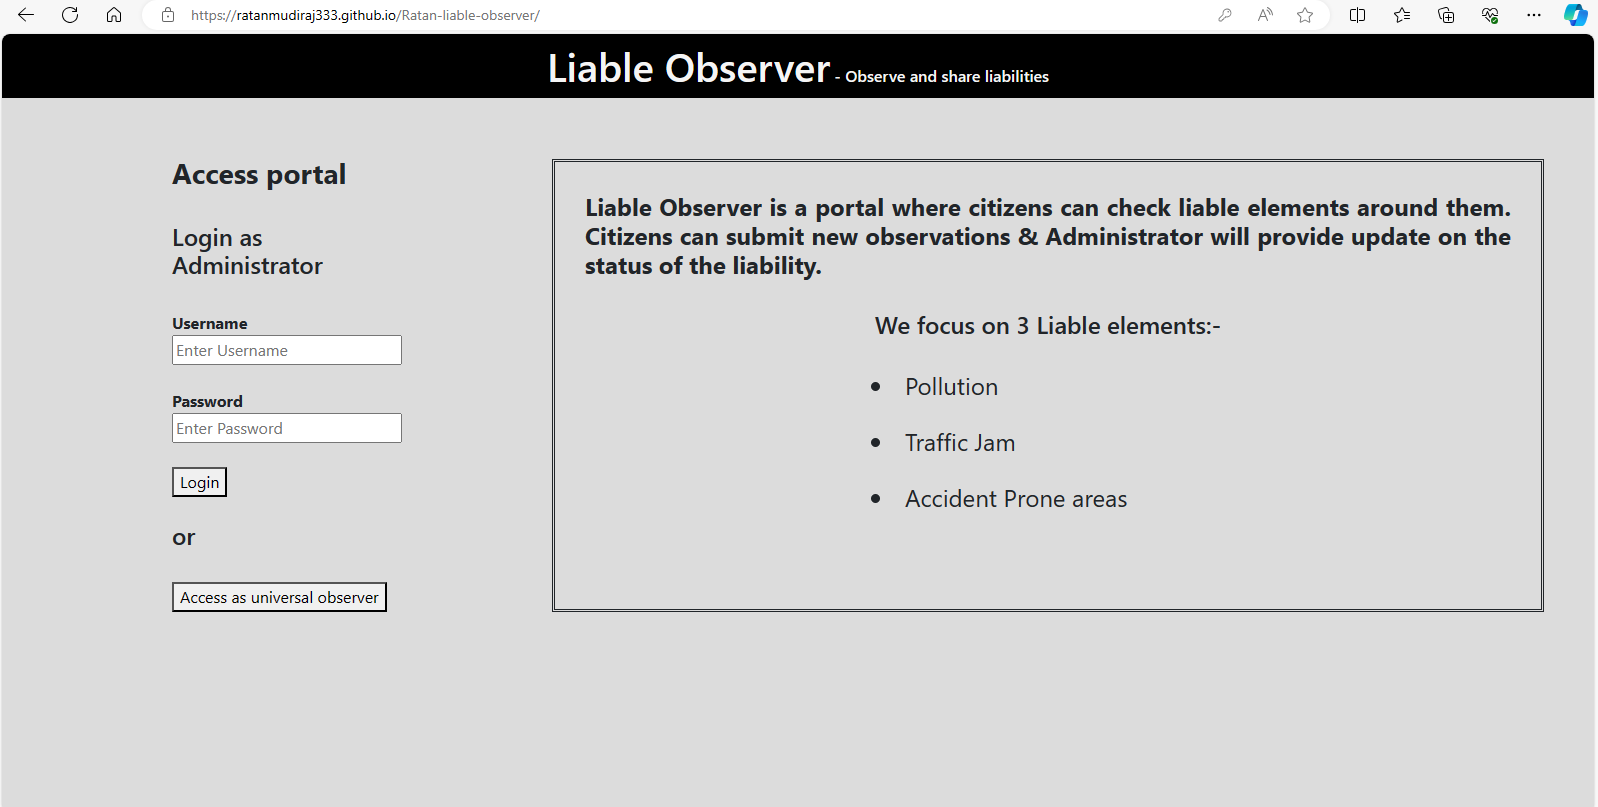 https://ratanmudiraj333.github.io/Ratan-liable-observer/
Liable Observer - Observe and share liabilities
Access portal
Login as
Administrator
Username
Enter Username
Password
Enter Password
Login
or
Access as universal observer
Liable Observer is a portal where citizens can check liable elements around them.
Citizens can submit new observations & Administrator will provide update on the
status of the liability.
We focus on 3 Liable elements:-
• Pollution
• Traffic Jam
• Accident Prone areas